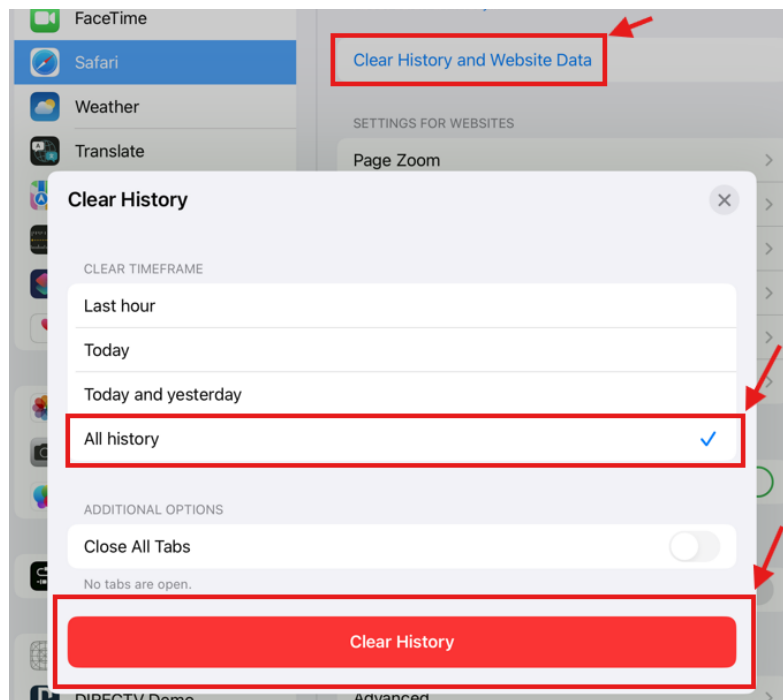 FaceTime
Safari
Clear History and Website Data
Weather
SETTINGS FOR WEBSITES
Translate
Page Zoom
Clear History
CLEAR TIMEFRAME
Last hour
Today
Today and yesterday
All history
ADDITIONAL OPTIONS
Close All Tabs
No tabs are open.
Clear History
DIRECTV Demo
Advanced